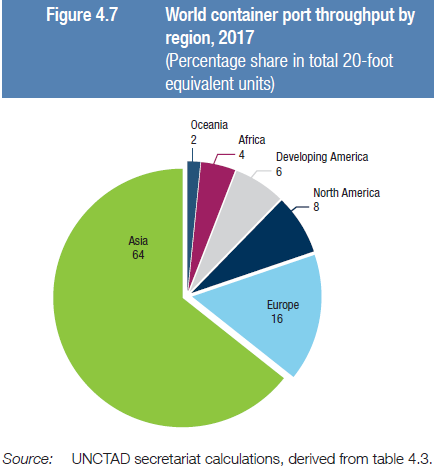 Figure 4.7
World container port throughput by
region, 2017
(Percentage share in total 20-foot
equivalent units)
Oceania
2
Africa
4
Developing America
6
North America
8
Asia
64
Europe
16
Source: UNCTAD secretariat calculations, derived from table 4.3.